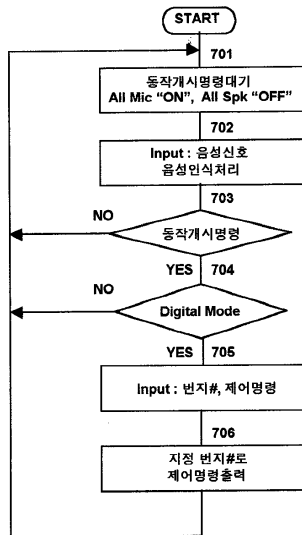 START
701
동작개시명령대기
All Mic "ON", All Spk "OFF"
702
Input : 음성신호
음성인식처리
703
NO
동작개시명령
YES 704
NO
Digital Mode
YES 705
Input : 번지#, 제어명령
706
지정 번지#로
제어명령출력